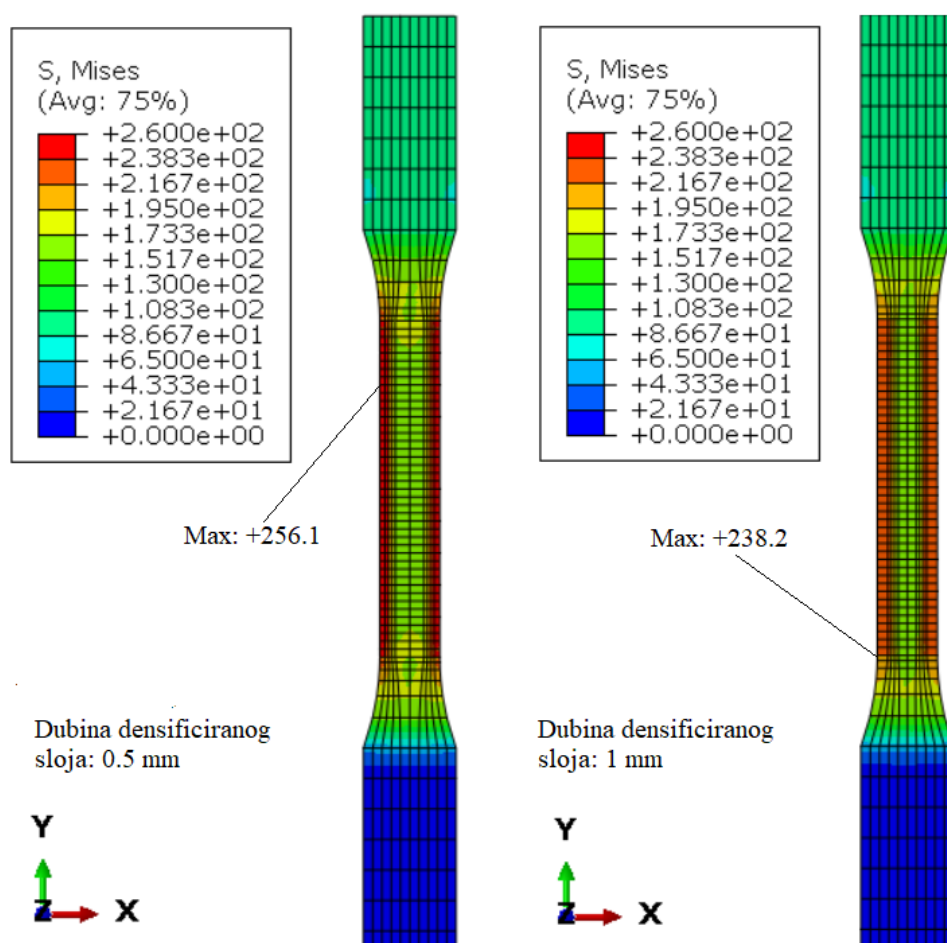 S, Mises
(Avg: 75%)
+2.600e+02
+2.383e+02
+2.167e+02
+1.950e+02
+1.733e+02
+1.517e+02
+1.300e+02
+1.083e+02
+8.667e+01
+6.500e+01
+4.333e+01
+2.167e+01
+0.000e+00
Max: +256.1
Dubina densificiranog
sloja: 0.5 mm
Y
Z
X
S, Mises
(Avg: 75%)
+2.600e+02
+2.383e+02
+2.167e+02
+1.950e+02
+1.733e+02
+1.517e+02
+1.300e+02
+1.083e+02
+8.667e+01
+6.500e+01
+4.333e+01
+2.167e+01
+0.000e+00
Max: +238.2
Dubina densificiranog
sloja: 1 mm
Y
Z
X